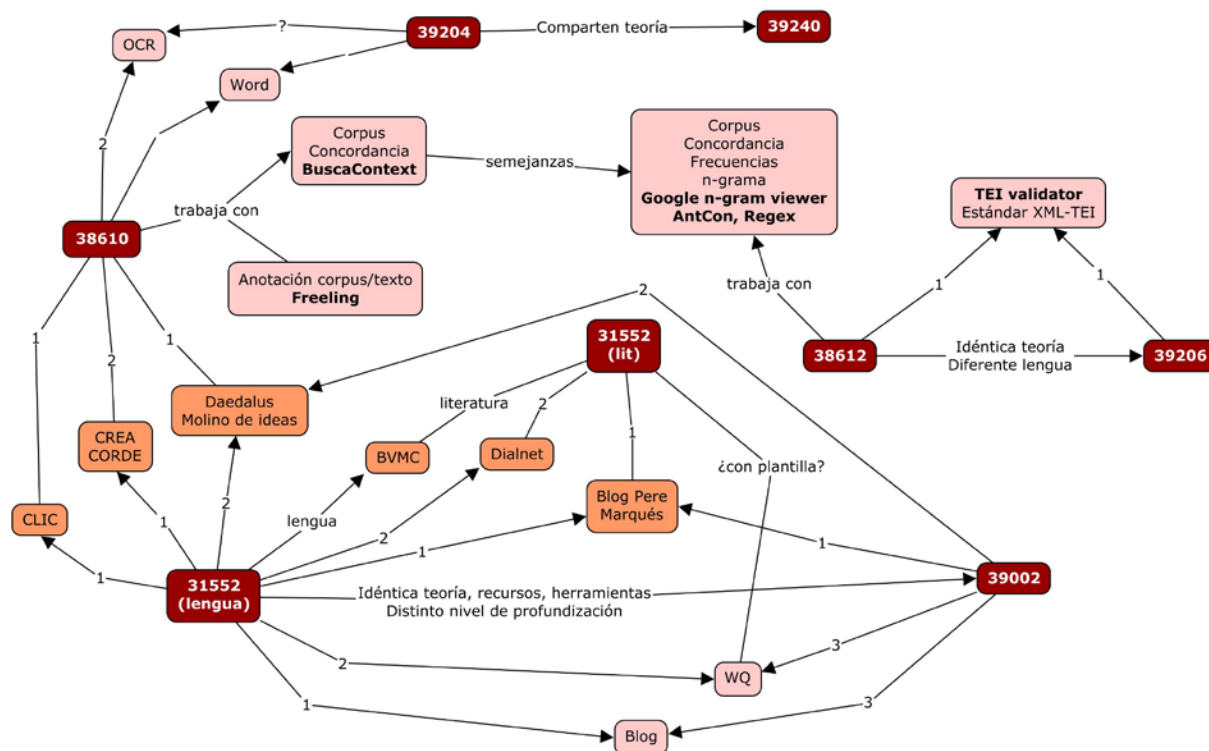 ?
39204
Comparten teoría
39240
OCR
-
Word
2
-
Corpus
Concordancia
BuscaContext
semejanzas
Corpus
Concordancia
Frecuencias
n-grama
Google n-gram viewer
AntCon, Regex
TEI validator
Estándar XML-TEI
trabaja con
38610
Anotación corpus/texto
Freeling
trabaja con
1
1
2
1
2
1
31552
(lit)
38612
Idéntica teoría
Diferente lengua
39206
Daedalus
Molino de ideas
literatura
2
1
CREA
CORDE
BVMC
Dialnet
¿con plantilla?
Blog Pere
Marqués
CLIC
2
1
lengua
2
1
1
1
31552
(lengua)
Idéntica teoría, recursos, herramientas
Distinto nivel de profundización
39002
2
3
WQ
1
3
Blog